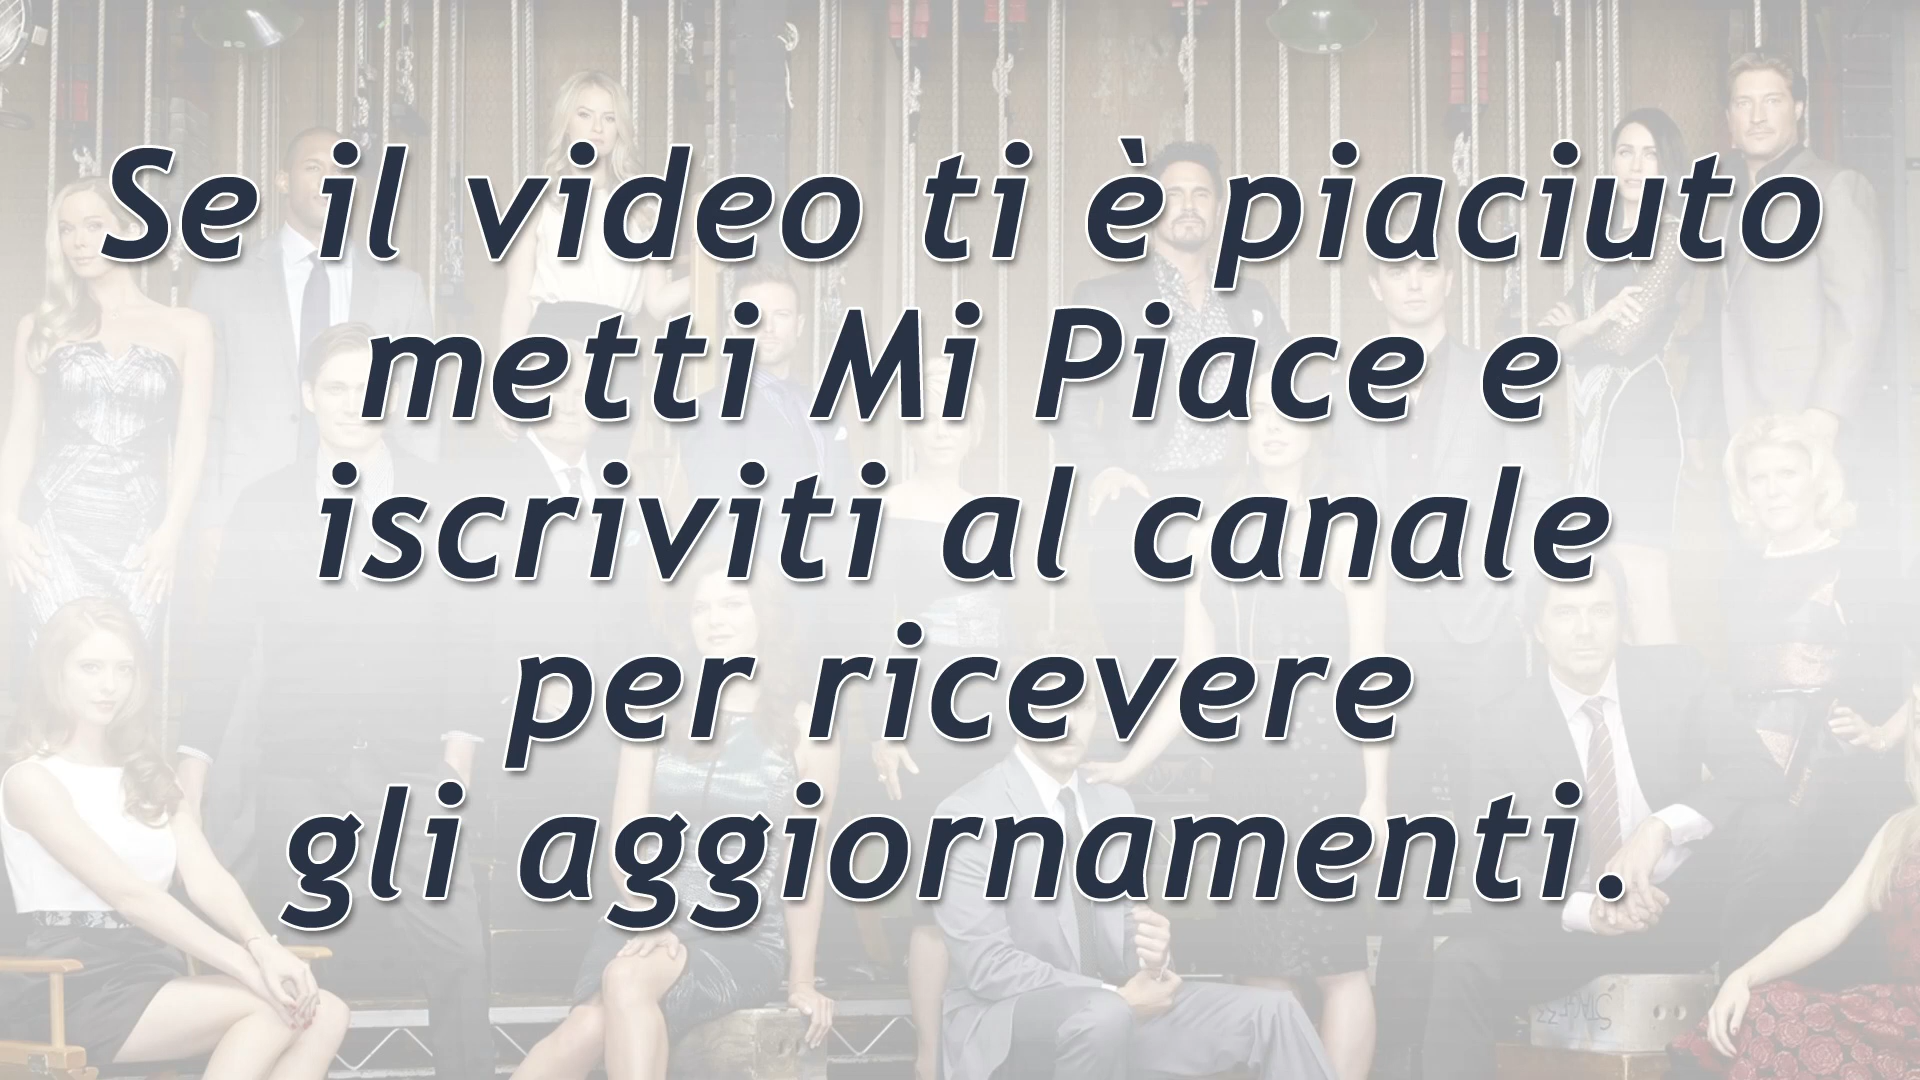 Se il video ti è piaciuto
metti Mi Piace e
iscriviti al canale
per ricevere
gli aggiornamenti.